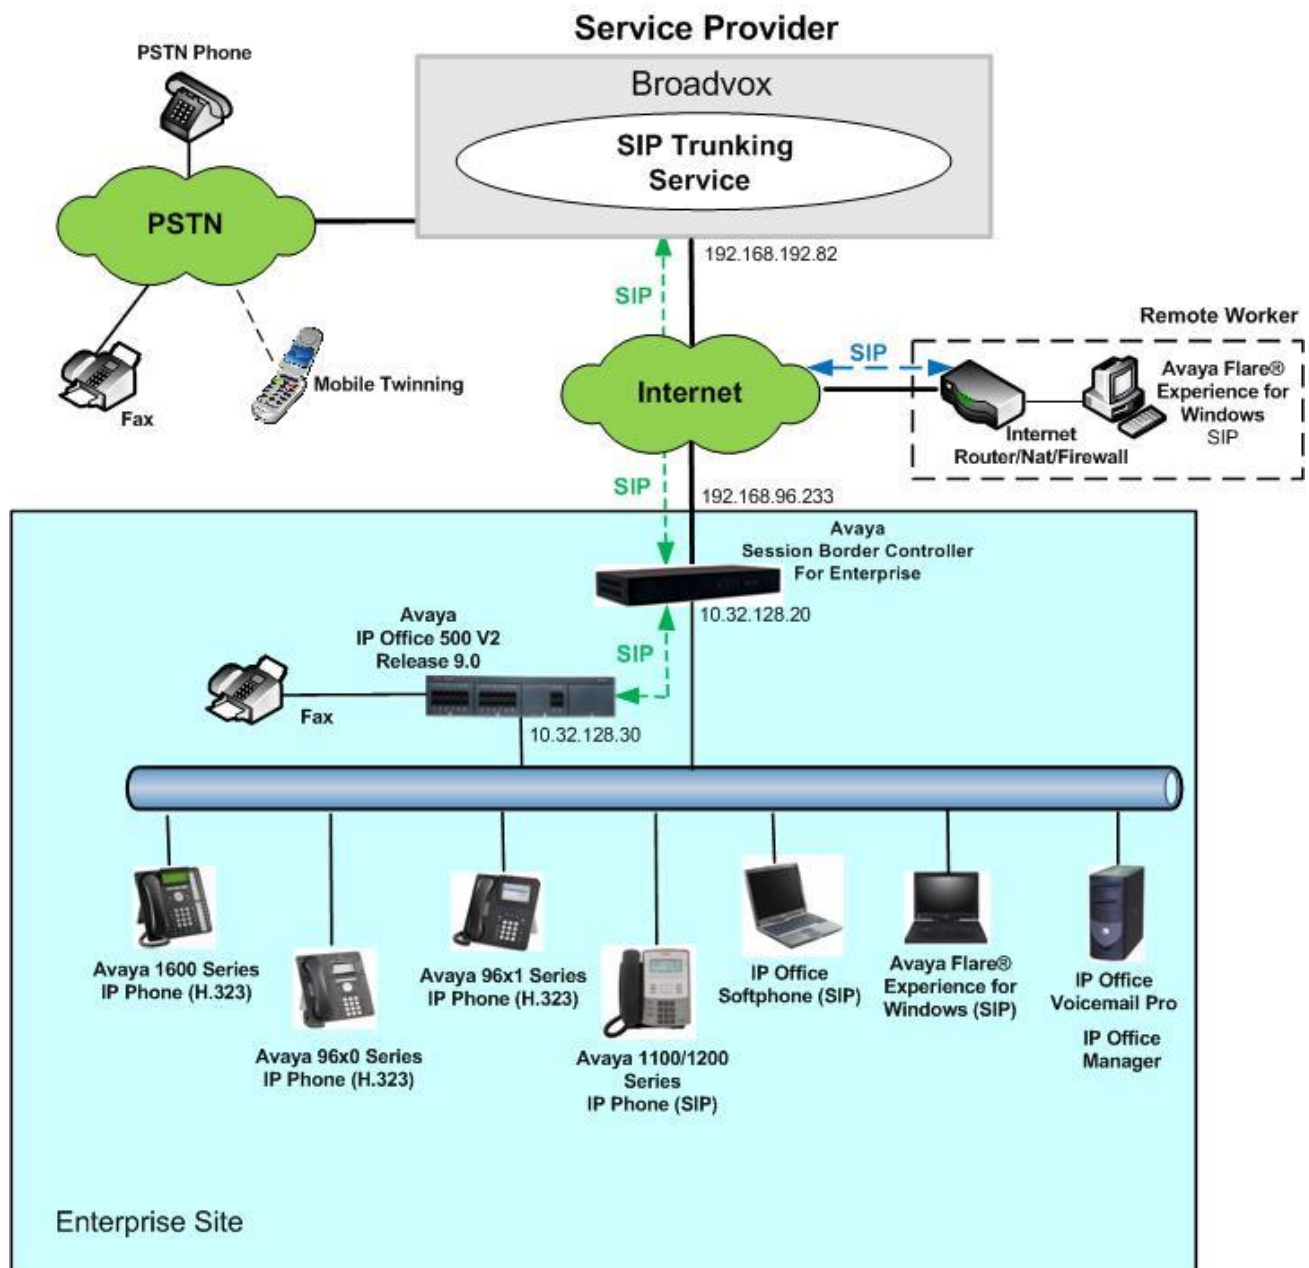 Service Provider
PSTN Phone
Broadvox
SIP Trunking
Service
PSTN
192.168.192.82
SIP
Remote Worker
SIP
Avaya Flare®
Experience for
Windows
SIP
Internet
Mobile Twinning
Fax
Internet
Router/Nat/Firewall
SIP
192.168.96.233
Avaya
Session Border Controller
For Enterprise
10.32.128.20
Avaya
IP Office 500 V2
Release 9.0
SIP
Fax
10.32.128.30
Avaya 1600 Series
IP Phone (H.323)
Avaya 96x0 Series
IP Phone (H.323)
Avaya 96x1 Series
IP Phone (H.323)
Avaya 1100/1200
Series
IP Phone (SIP)
IP Office
Softphone (SIP)
Avaya Flare®
Experience for
Windows (SIP)
IP Office
Voicemail Pro
IP Office
Manager
Enterprise Site